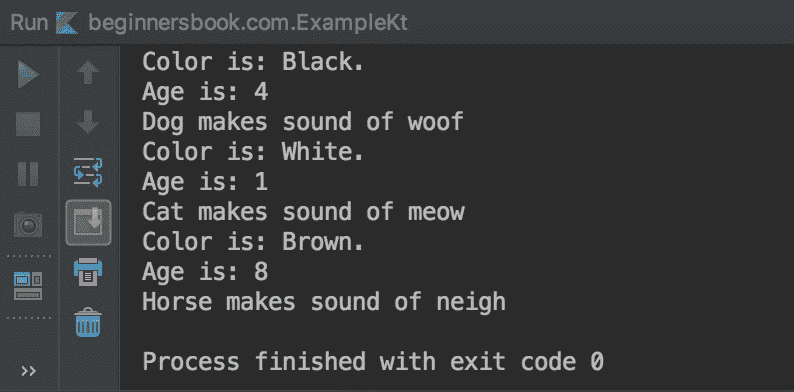 Run beginnersbook.com.ExampleKt
Color is: Black.
Age is: 4
Dog makes sound of woof
Color is: White.
Age is: 1
Cat makes sound of meow
Color is: Brown.
Age is: 8
Horse makes sound of neigh
Process finished with exit code 0